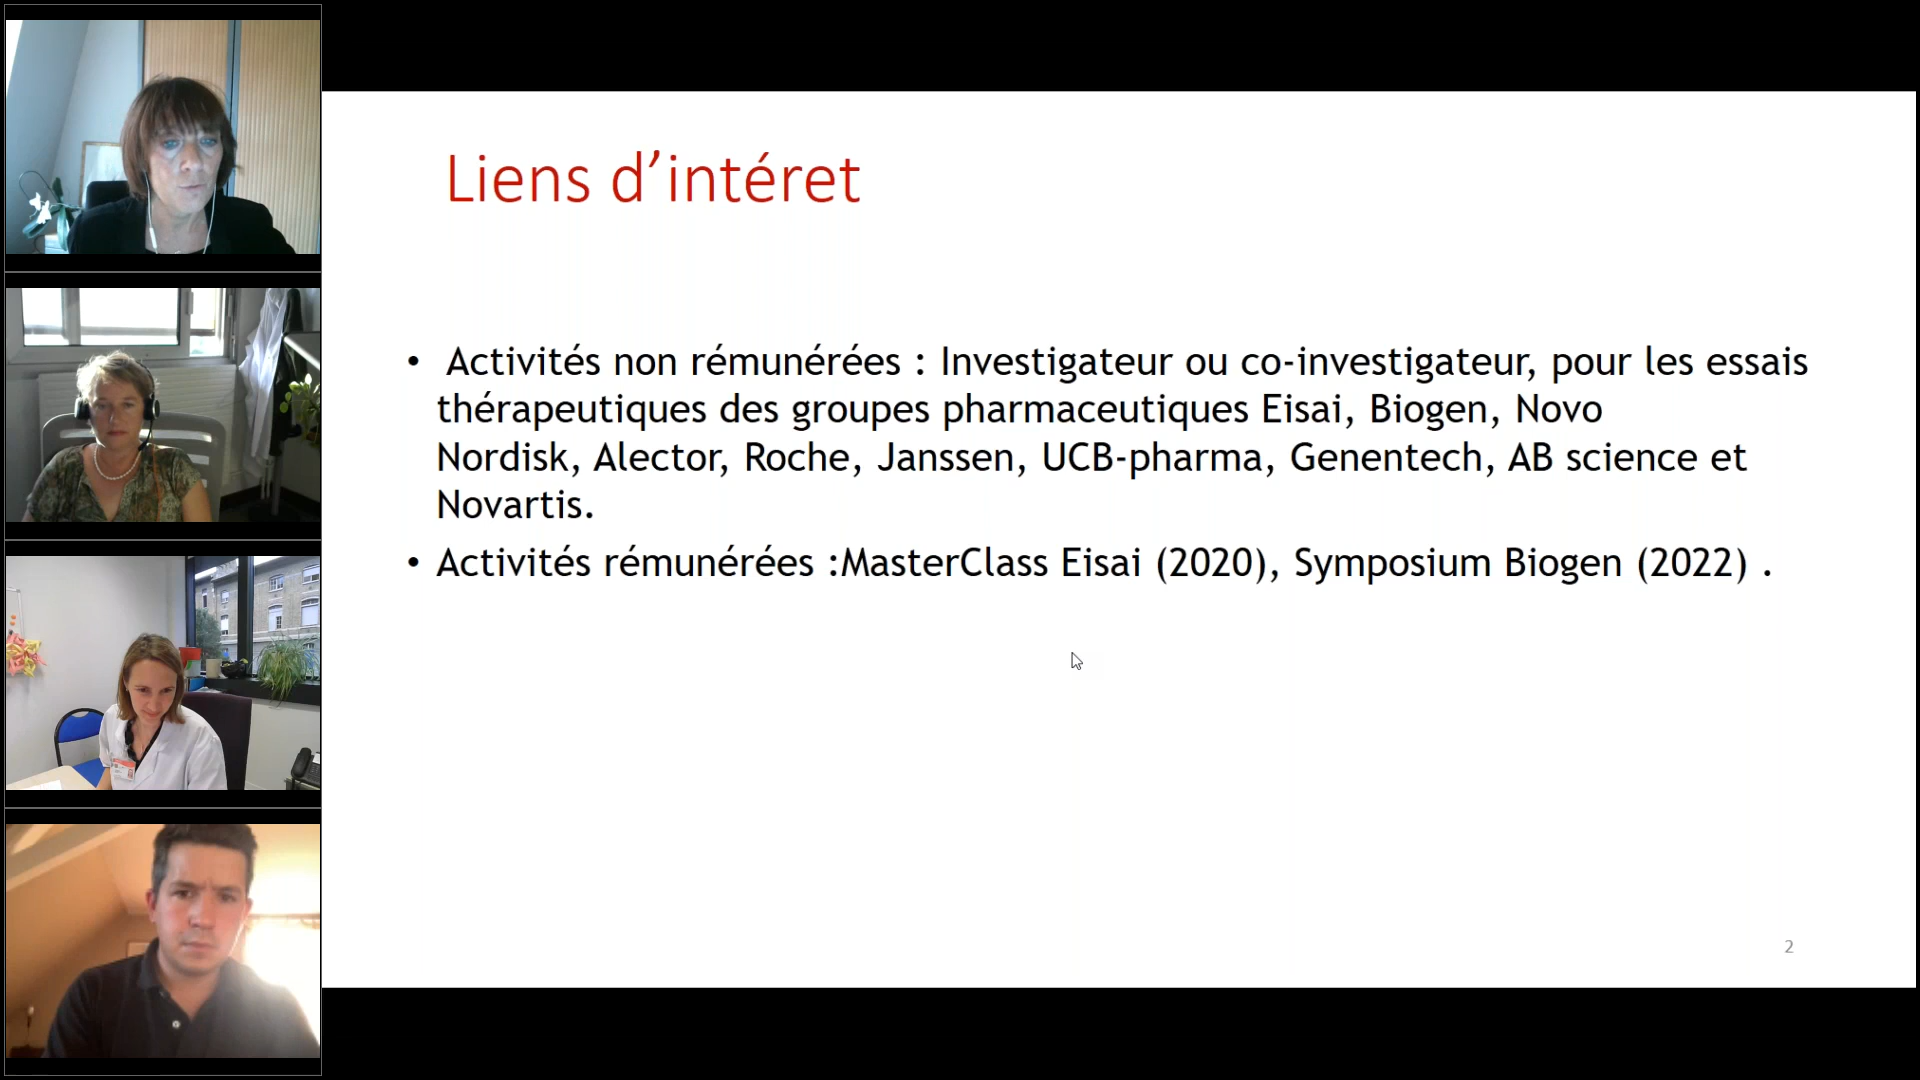 Liens d’intéret
• Activités non rémunérées : Investigateur ou co-investigateur, pour les essais
thérapeutiques des groupes pharmaceutiques Eisai, Biogen, Novo
Nordisk, Alector, Roche, Janssen, UCB-pharma, Genentech, AB science et
Novartis.
• Activités rémunérées :MasterClass Eisai (2020), Symposium Biogen (2022) .
2